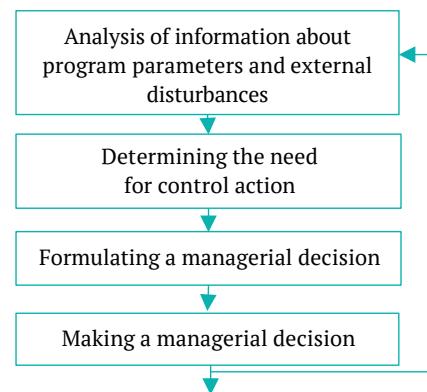 Analysis of information about
program parameters and external
disturbances
Determining the need
for control action
Formulating a managerial decision
Making a managerial decision